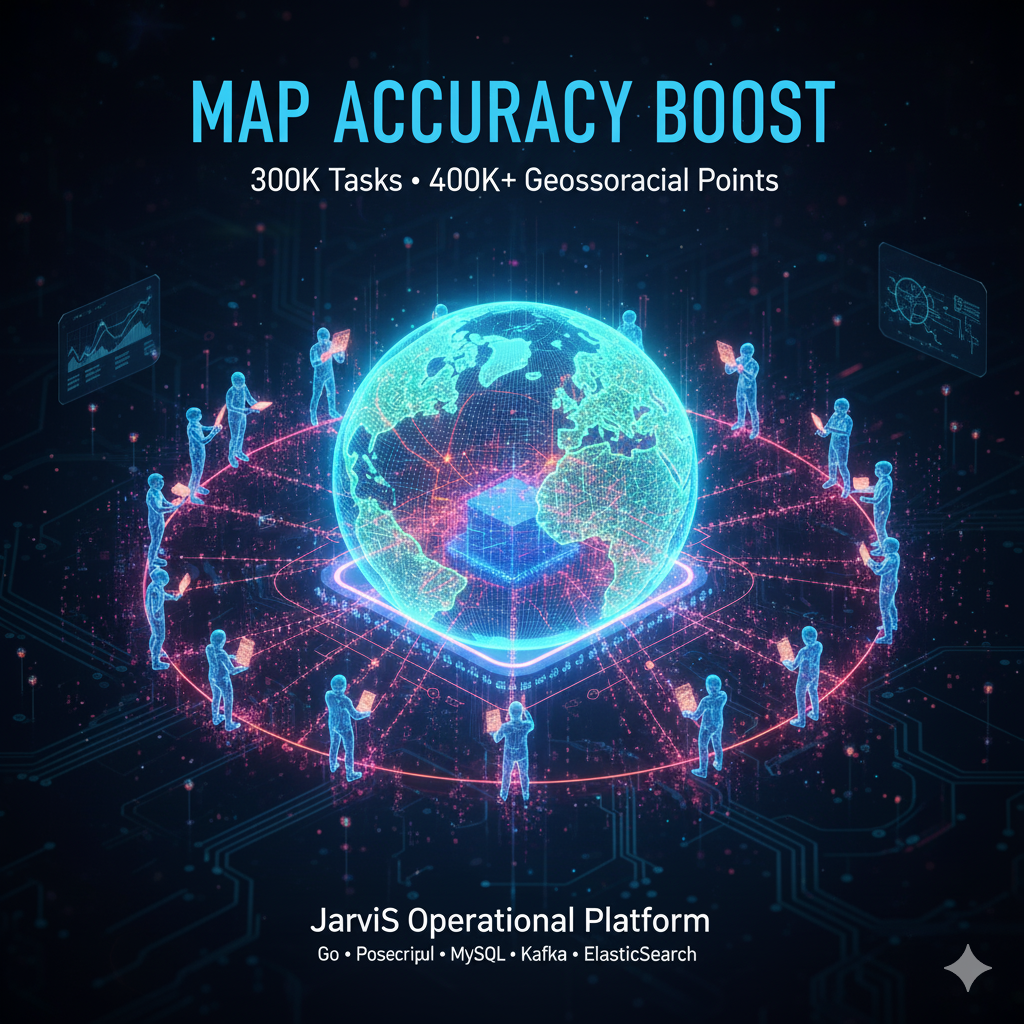 MAP ACCURACY BOOST
300K Tasks • 400K+ Geossoracial Points
JarviS Operational Platform
Go • Posecripul • MySQL • Kafka • ElasticSearch